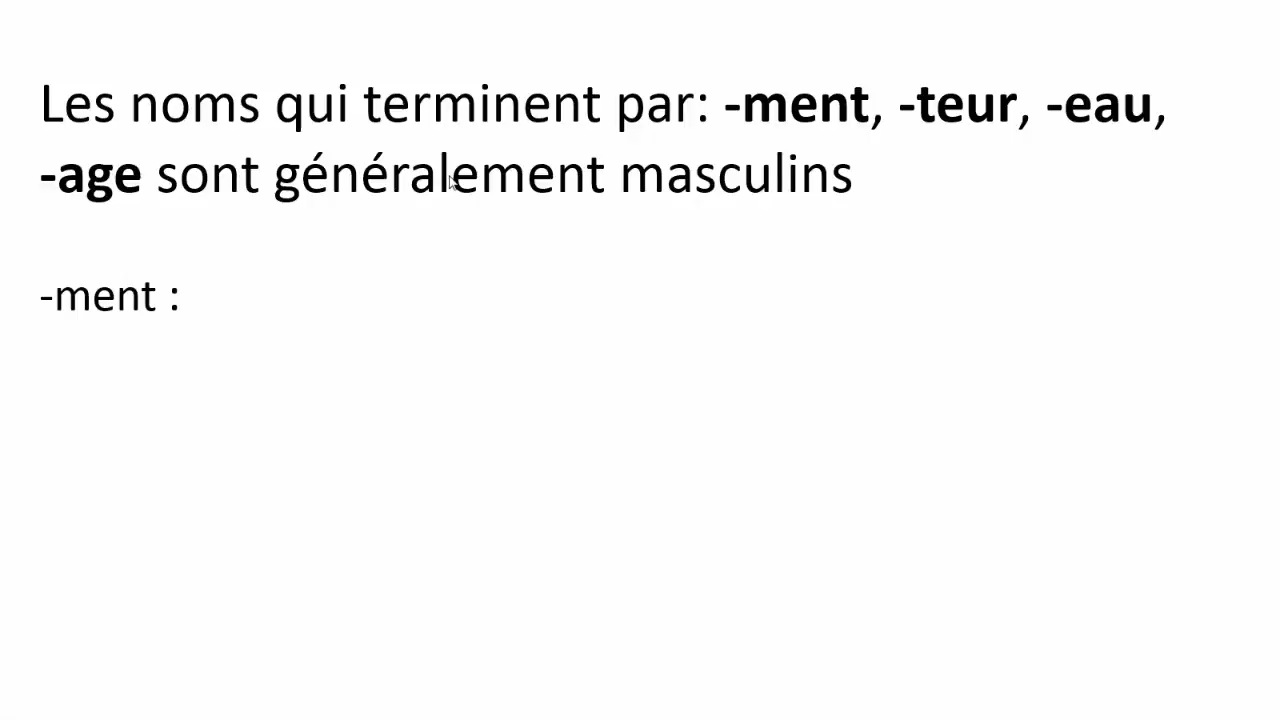 Les noms qui terminent par: -ment, -teur, -eau,
-age sont généralement masculins
-ment :